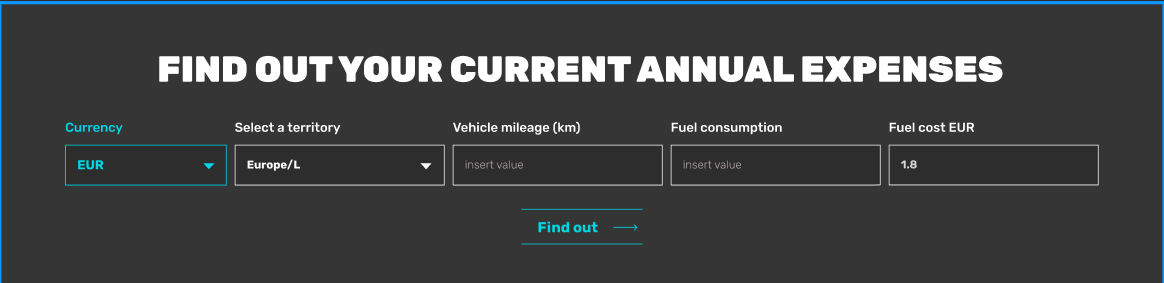 FIND OUT YOUR CURRENT ANNUAL EXPENSES
Currency Select a territory Vehicle mileage (km) Fuel consumption Fuel cost EUR
EUR Europe/L insert value insert value 1.8
Find out